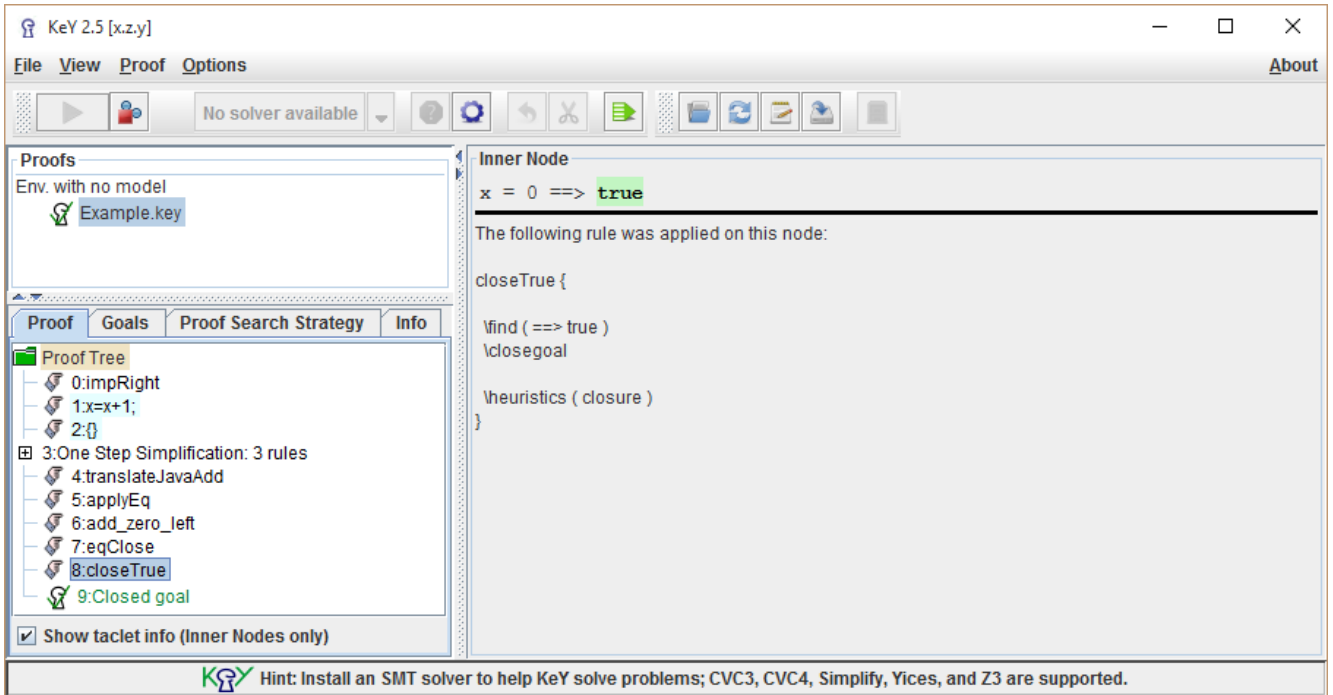 KeY 2.5 [x.z.y]
File View Proof Options About
No solver available
Proofs
Env. with no model
Example.key
Proof Goals Proof Search Strategy Info
Proof Tree
0:impRight
1:x=x+1;
2:{}
3:One Step Simplification: 3 rules
4:translateJavaAdd
5:applyEq
6:add_zero_left
7:eqClose
8:closeTrue
9:Closed goal
Show taclet info (Inner Nodes only)
Inner Node
x = 0 ==> true
The following rule was applied on this node:
closeTrue {
\find ( ==> true )
\closegoal
\heuristics ( closure )
}
KeY Hint: Install an SMT solver to help KeY solve problems; CVC3, CVC4, Simplify, Yices, and Z3 are supported.